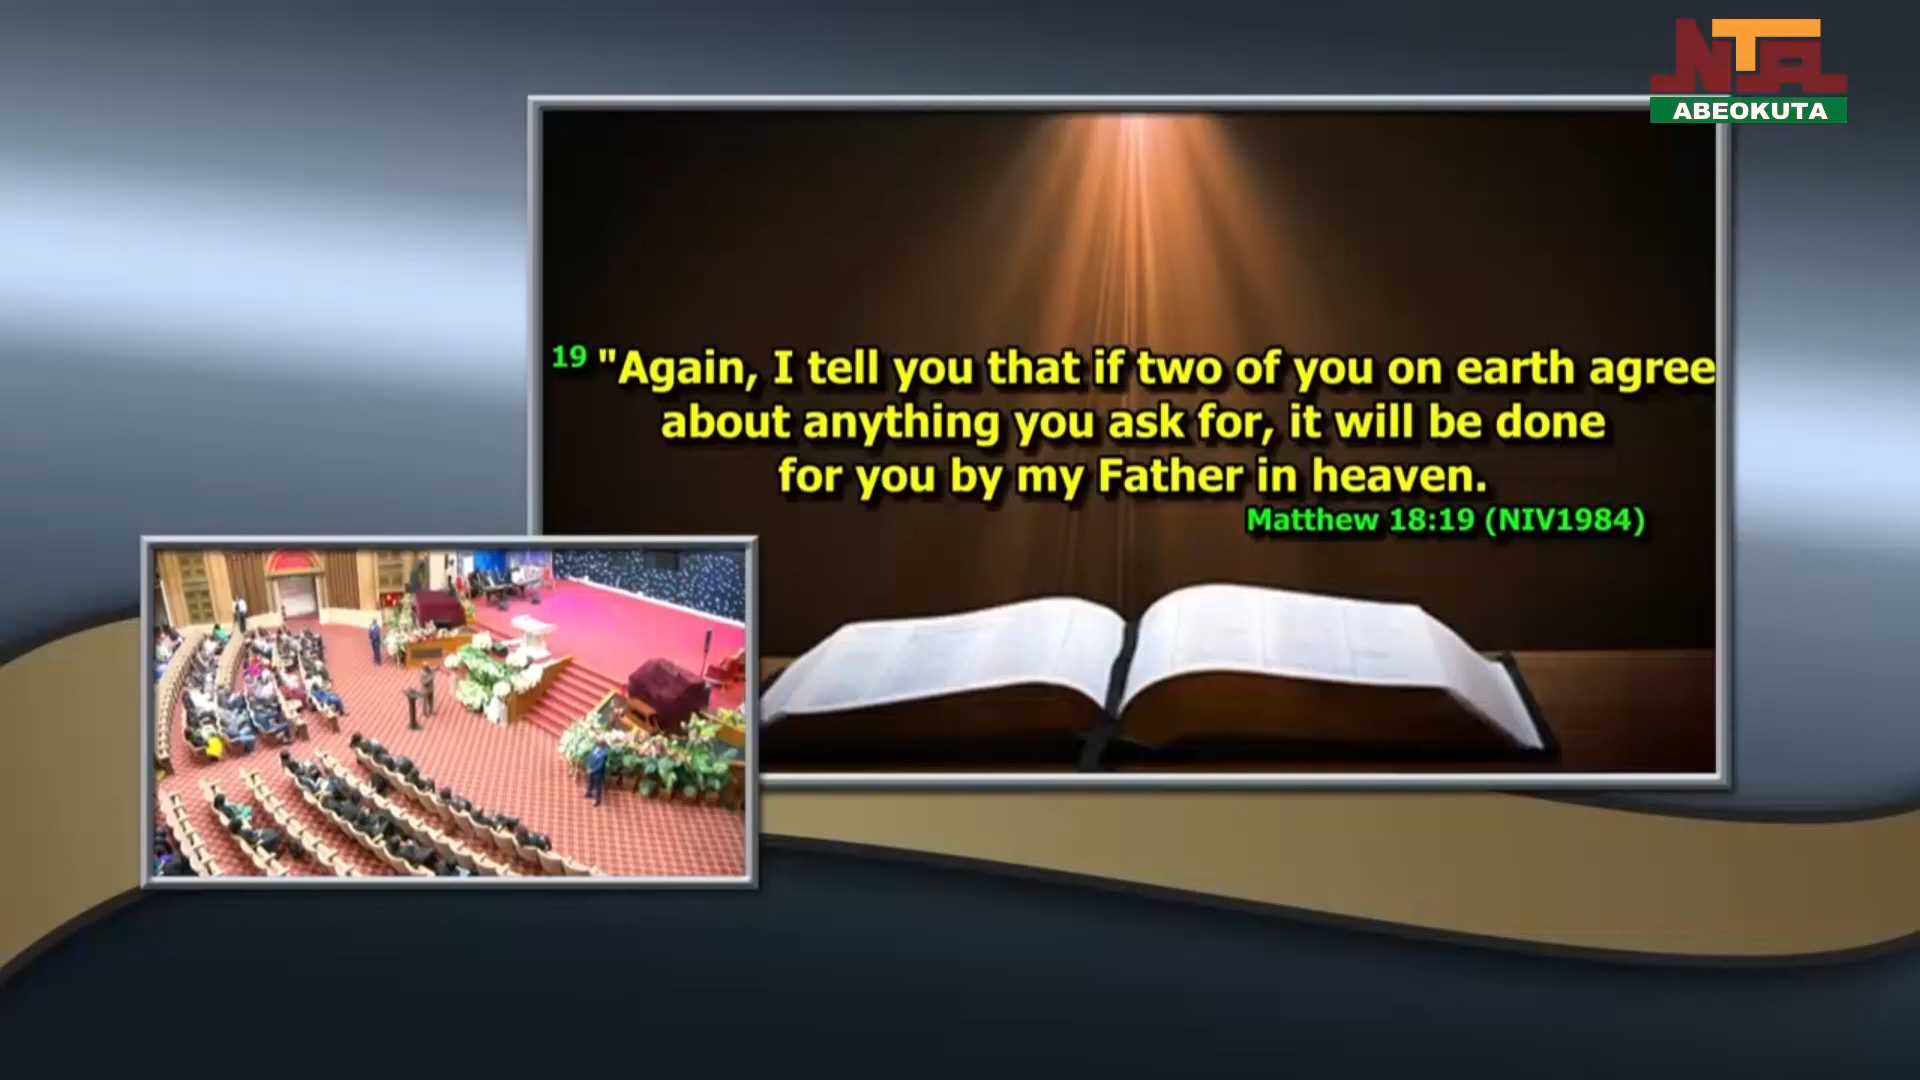 NTA
ABEOKUTA
19 "Again, I tell you that if two of you on earth agree
about anything you ask for, it will be done
for you by my Father in heaven.
Matthew 18:19 (NIV1984)